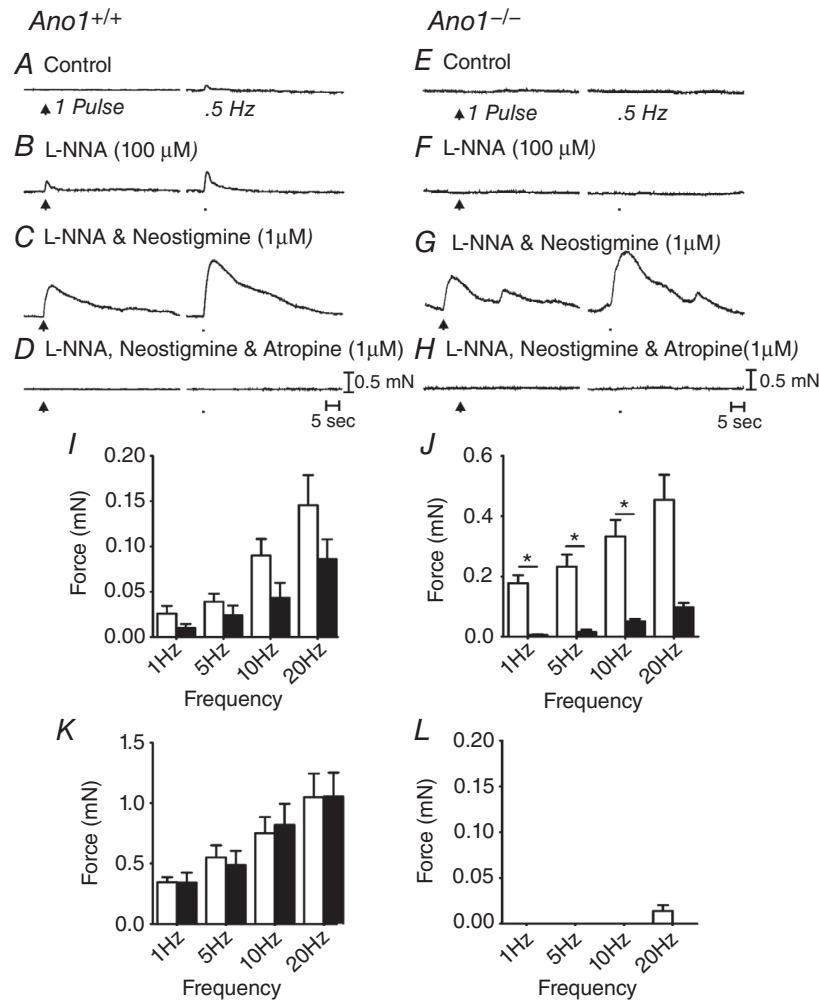 Ano1+/+
Ano1−/−
A Control
1 Pulse
.5 Hz
B L-NNA (100 μM)
C L-NNA & Neostigmine (1μM)
D L-NNA, Neostigmine & Atropine (1μM)
0.5 mN
5 sec
E Control
1 Pulse
.5 Hz
F L-NNA (100 μM)
G L-NNA & Neostigmine (1μM)
H L-NNA, Neostigmine & Atropine(1μM)
0.5 mN
5 sec
I
Force (mN)
0.20
0.15
0.10
0.05
0.00
1Hz
5Hz
10Hz
20Hz
Frequency
J
Force (mN)
0.6
0.4
0.2
0.0
*
*
*
1Hz
5Hz
10Hz
20Hz
Frequency
K
Force (mN)
1.5
1.0
0.5
0.0
1Hz
5Hz
10Hz
20Hz
Frequency
L
Force (mN)
0.20
0.15
0.10
0.05
0.00
1Hz
5Hz
10Hz
20Hz
Frequency